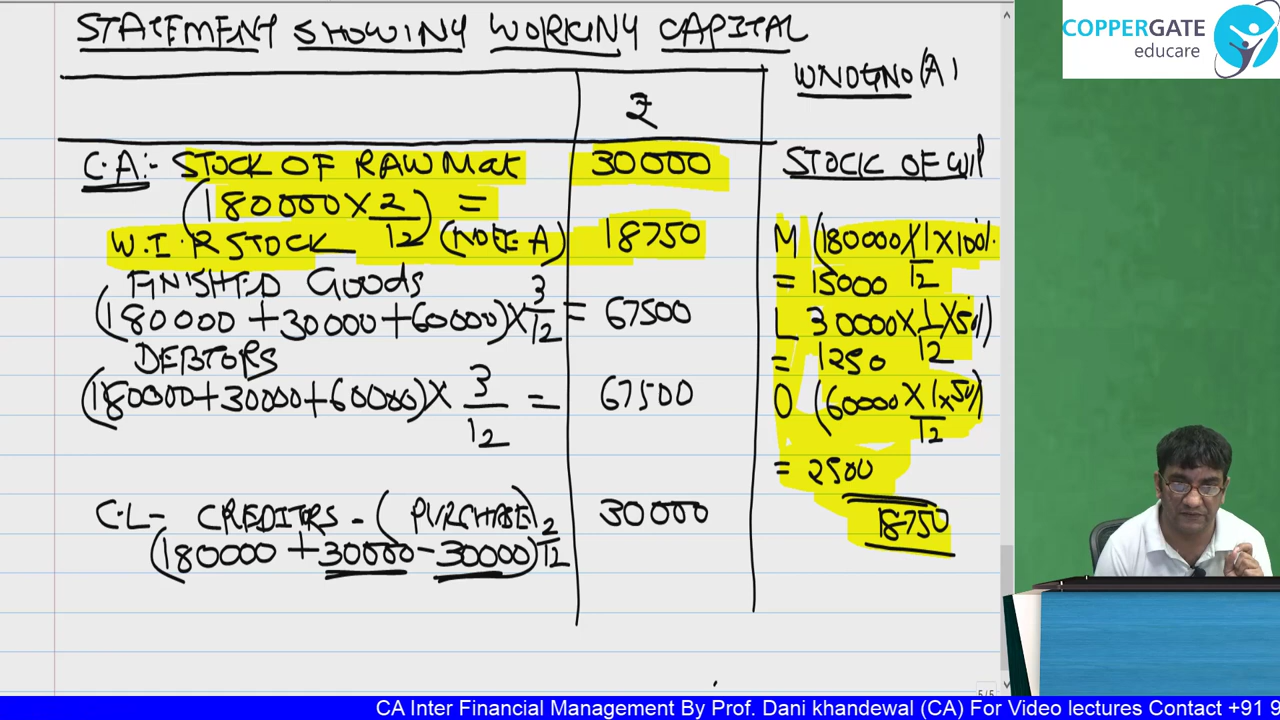 STATEMENT SHOWING WORKING CAPITAL
₹
C.A:- STOCK OF RAW Mat 30000
(180000 × 2/12) =
W.I.P STOCK (NOTE A) 18750
FINISHED GOODS
(180000 + 30000 + 60000) × 3/12 = 67500
DEBTORS
(180000 + 30000 + 60000) × 3/12 = 67500
C.L- CREDITORS - (PURCHASE) 30000
(180000 + 30000 - 30000) 2/12
(A)
STOCK OF WIP
M (180000 × 1/12 × 100%
= 15000
L 30000 × 1/12 × 50%)
= 1250
O (60000 × 1/12 × 50%)
= 2500
18750
COPPERGATE
educare
5/5
CA Inter Financial Management By Prof. Dani khandewal (CA) For Video lectures Contact +91 9